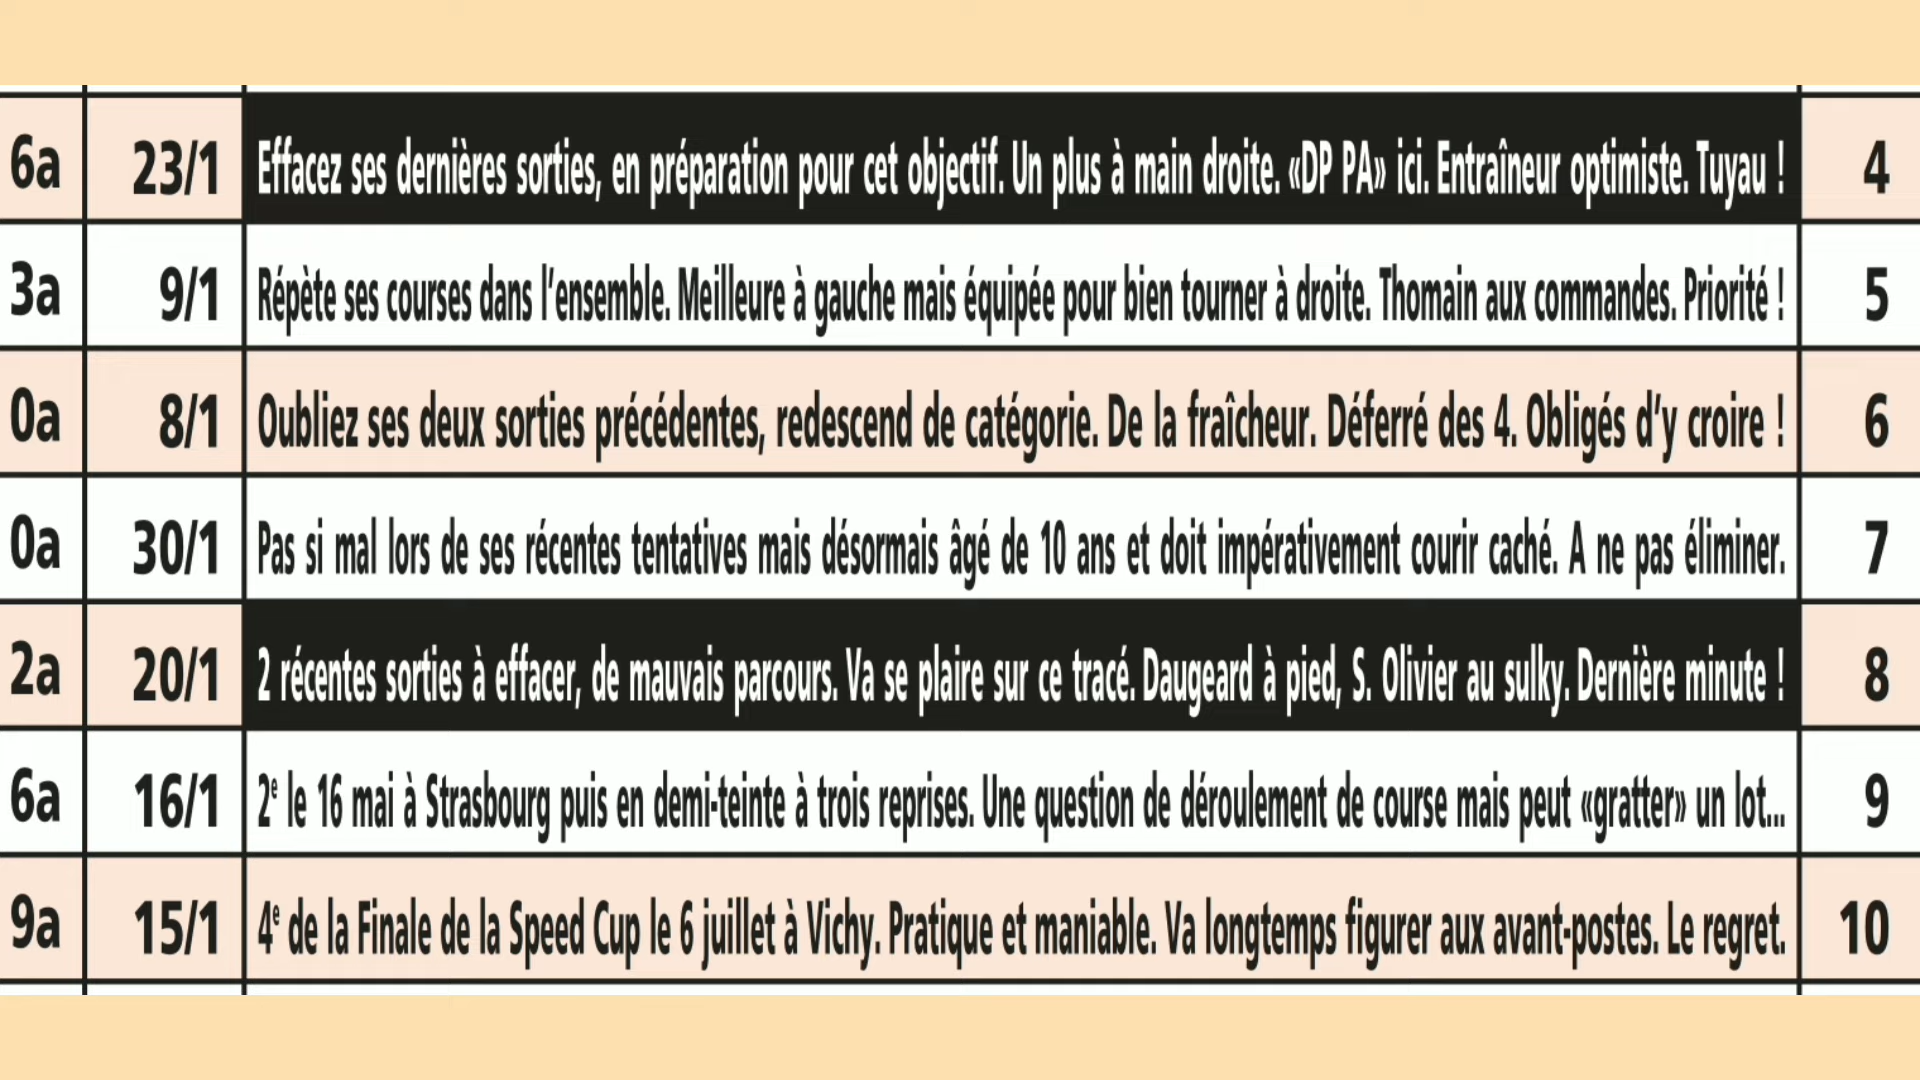 6a 23/1 Effacez ses dernières sorties, en préparation pour cet objectif. Un plus à main droite. «DP PA» ici. Entraîneur optimiste. Tuyau ! 4
3a 9/1 Répète ses courses dans l'ensemble. Meilleure à gauche mais équipée pour bien tourner à droite. Thomain aux commandes. Priorité ! 5
0a 8/1 Oubliez ses deux sorties précédentes, redescend de catégorie. De la fraîcheur. Déferré des 4. Obligés d'y croire ! 6
0a 30/1 Pas si mal lors de ses récentes tentatives mais désormais âgé de 10 ans et doit impérativement courir caché. A ne pas éliminer. 7
2a 20/1 2 récentes sorties à effacer, de mauvais parcours. Va se plaire sur ce tracé. Daugeard à pied, S. Olivier au sulky. Dernière minute ! 8
6a 16/1 2e le 16 mai à Strasbourg puis en demi-teinte à trois reprises. Une question de déroulement de course mais peut «gratter» un lot... 9
9a 15/1 4e de la Finale de la Speed Cup le 6 juillet à Vichy. Pratique et maniable. Va longtemps figurer aux avant-postes. Le regret. 10